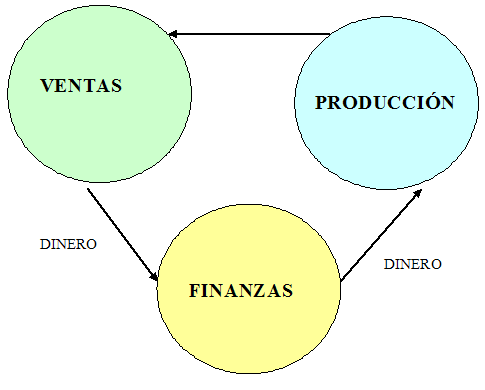 VENTAS
PRODUCCIÓN
DINERO
DINERO
FINANZAS